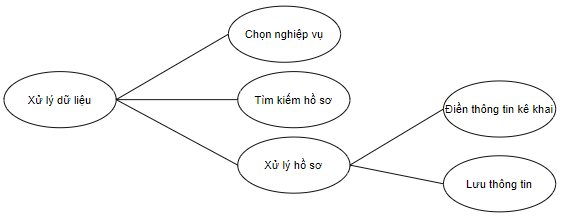 Chọn nghiệp vụ
Xử lý dữ liệu
Tìm kiếm hồ sơ
Điền thông tin kê khai
Xử lý hồ sơ
Lưu thông tin